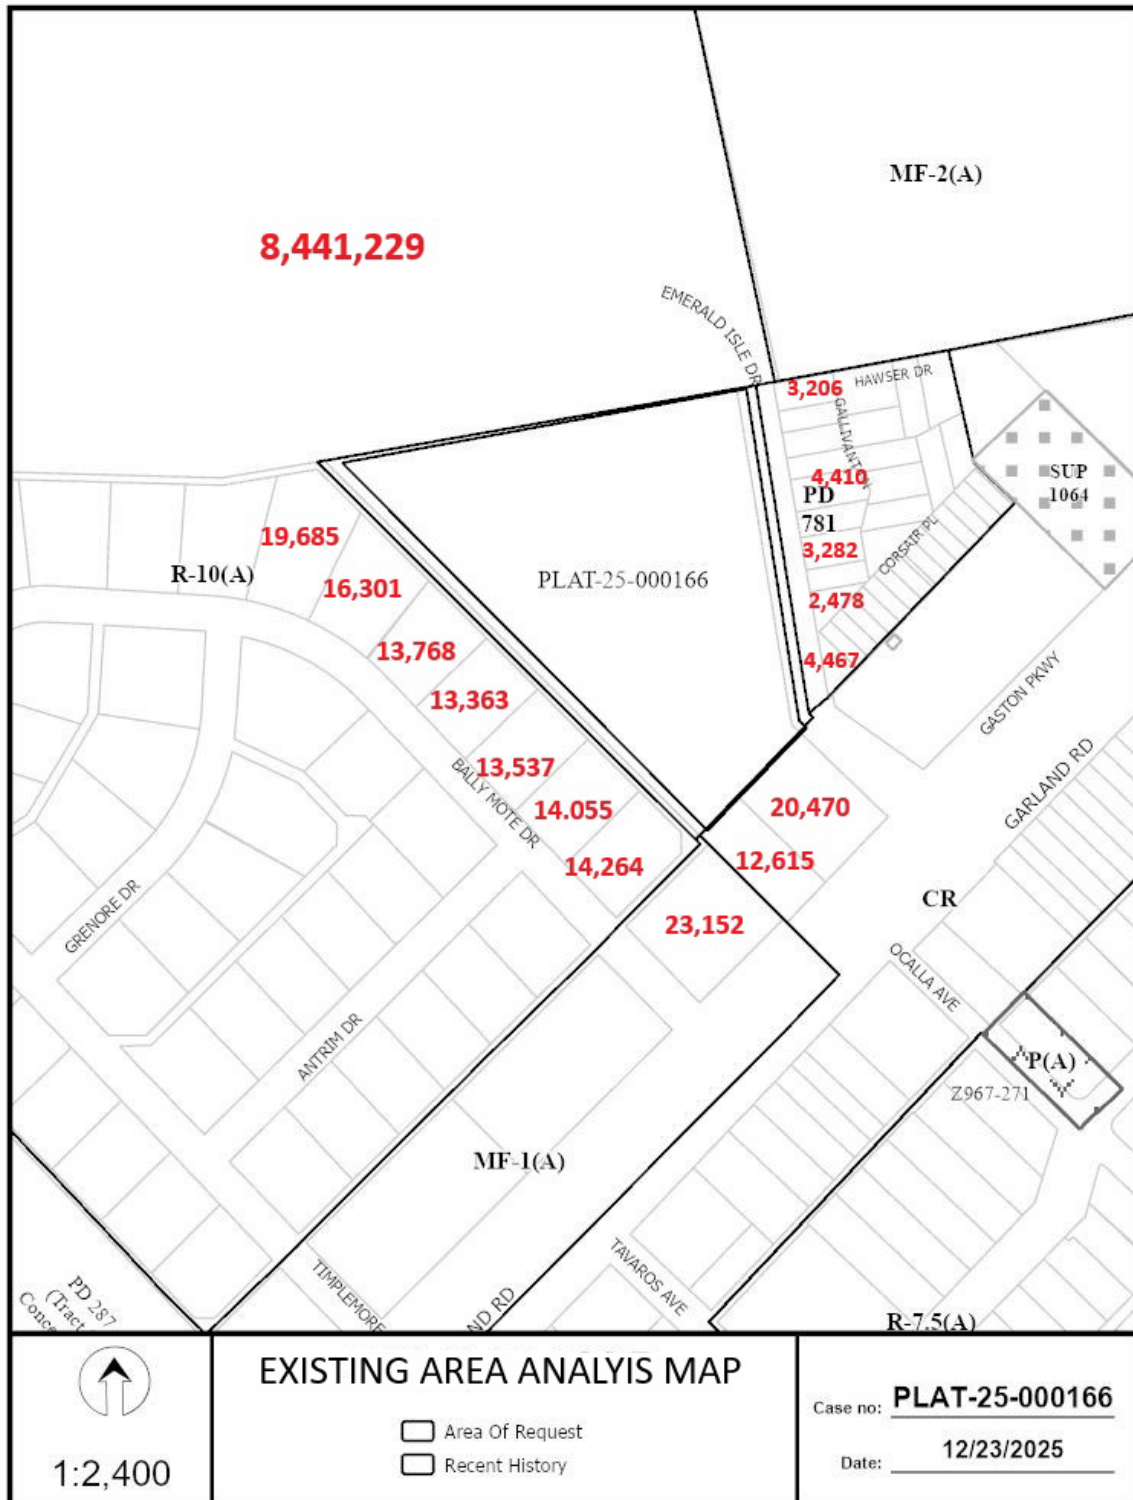 MF-2(A)
8,441,229
EMERALD ISLE DR
HAWSER DR
3,206
GALLIVANT LN
4,410
PD
781
SUP
1064
3,282
CORSAIR PL
2,478
4,467
19,685
R-10(A)
16,301
PLAT-25-000166
13,768
13,363
GASTON PKWY
13,537
BALLY MOTE DR
14.055
14,264
20,470
12,615
GARLAND RD
23,152
CR
GRENORE DR
OCALLA AVE
ANTRIM DR
P(A)
Z967-271
MF-1(A)
TAVAROS AVE
TIMPLEMORE
ND RD
PD 287
(Tract
Conce
R-7.5(A)
1:2,400
EXISTING AREA ANALYIS MAP
Area Of Request
Recent History
Case no: PLAT-25-000166
Date: 12/23/2025